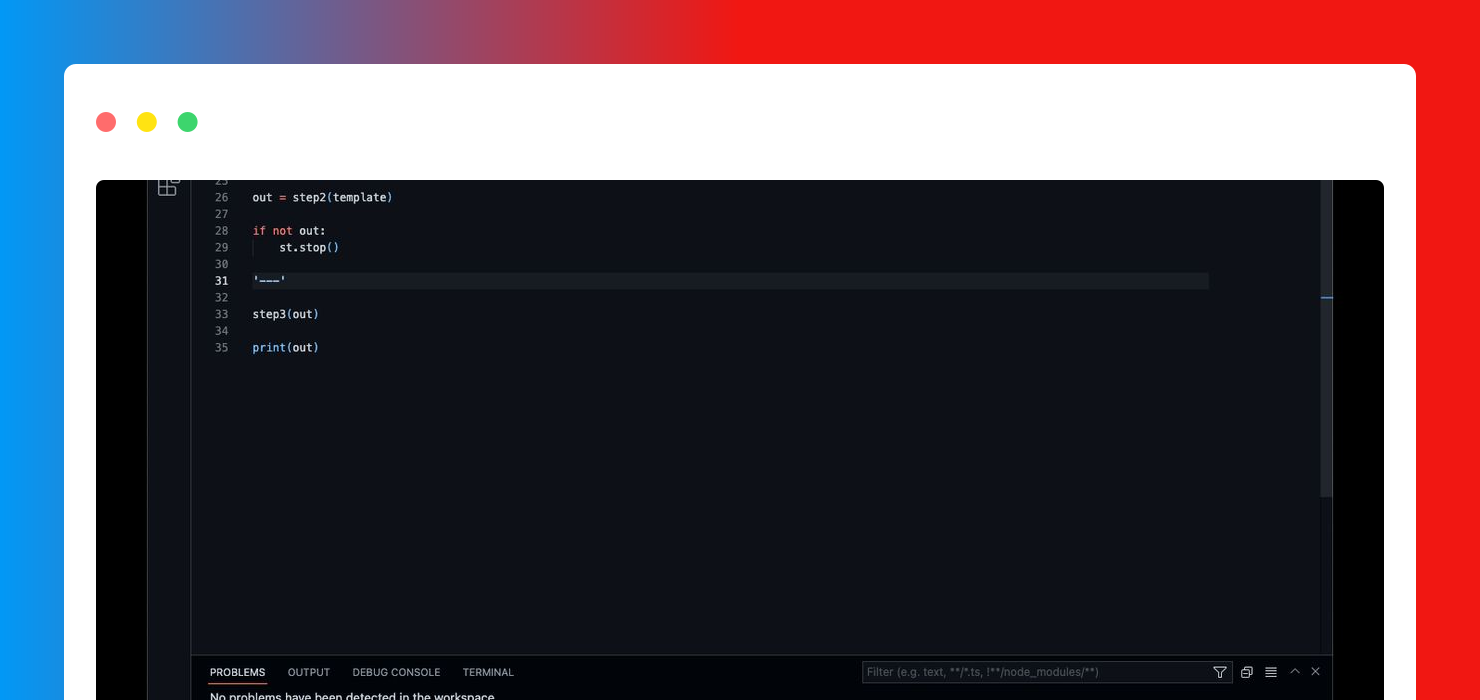 25
26 out = step2(template)
27
28 if not out:
29 st.stop()
30
31 '---'
32
33 step3(out)
34
35 print(out)
PROBLEMS OUTPUT DEBUG CONSOLE TERMINAL Filter (e.g. text, **/*.ts, !**/node_modules/**)
No problems have been detected in the workspace.